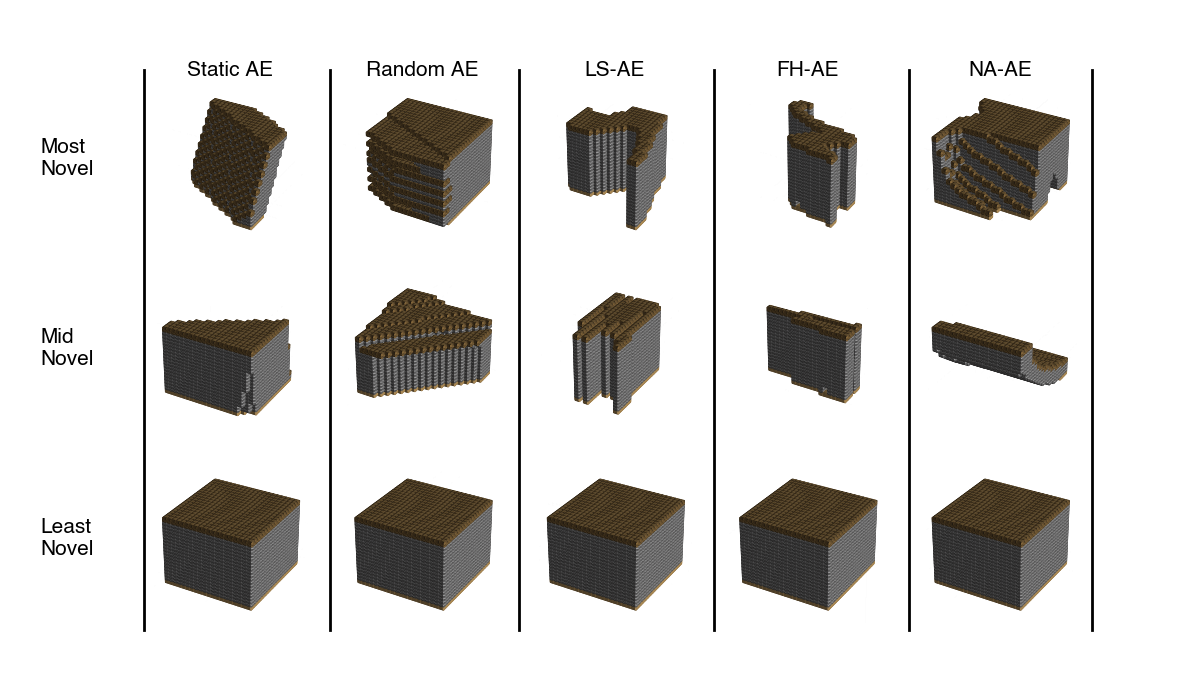 Static AE
Random AE
LS-AE
FH-AE
NA-AE
Most
Novel
Mid
Novel
Least
Novel